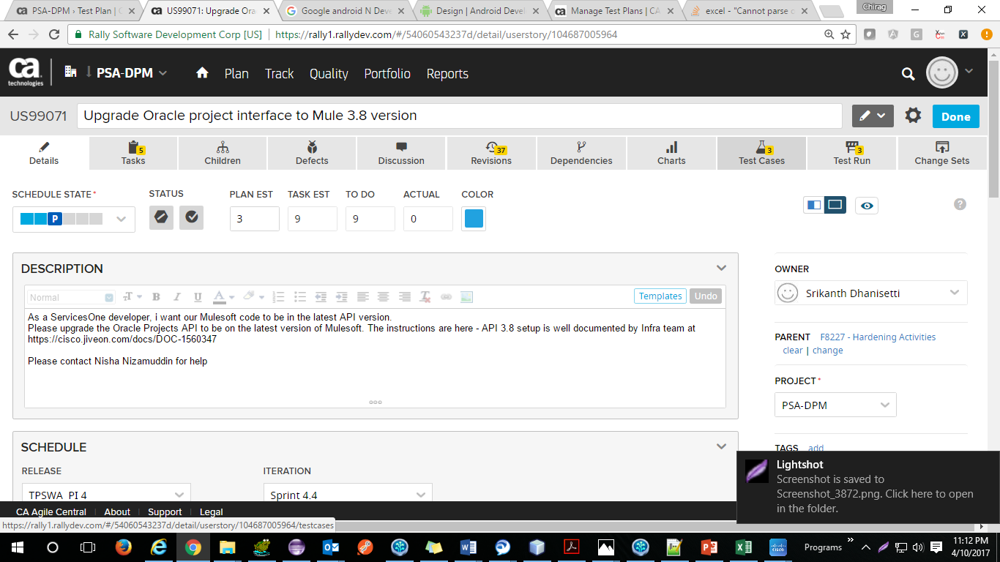 PSA-DPM › Test Plan | C
US99071: Upgrade Ora
Google android N Deve
Design | Android Devel
Manage Test Plans | CA
excel - "Cannot parse c
Chirag
Rally Software Development Corp [US] | https://rally1.rallydev.com/#/54060543237d/detail/userstory/104687005964
ca technologies
PSA-DPM
Plan
Track
Quality
Portfolio
Reports
US99071
Upgrade Oracle project interface to Mule 3.8 version
Done
Details
Tasks 5
Children
Defects
Discussion
Revisions 37
Dependencies
Charts
Test Cases 3
Test Run 3
Change Sets
SCHEDULE STATE*
STATUS
PLAN EST
TASK EST
TO DO
ACTUAL
COLOR
P
3
9
9
0
DESCRIPTION
Normal
Templates
Undo
As a ServicesOne developer, i want our Mulesoft code to be in the latest API version.
Please upgrade the Oracle Projects API to be on the latest version of Mulesoft. The instructions are here - API 3.8 setup is well documented by Infra team at
https://cisco.jiveon.com/docs/DOC-1560347
Please contact Nisha Nizamuddin for help
OWNER
Srikanth Dhanisetti
PARENT F8227 - Hardening Activities
clear | change
PROJECT*
PSA-DPM
TAGS add
SCHEDULE
RELEASE
ITERATION
TPSWA PI 4
Sprint 4.4
Lightshot
Screenshot is saved to
Screenshot_3872.png. Click here to open
in the folder.
CA Agile Central
About
Support
Legal
https://rally1.rallydev.com/#/54060543237d/detail/userstory/104687005964/testcases
Programs
11:12 PM
4/10/2017